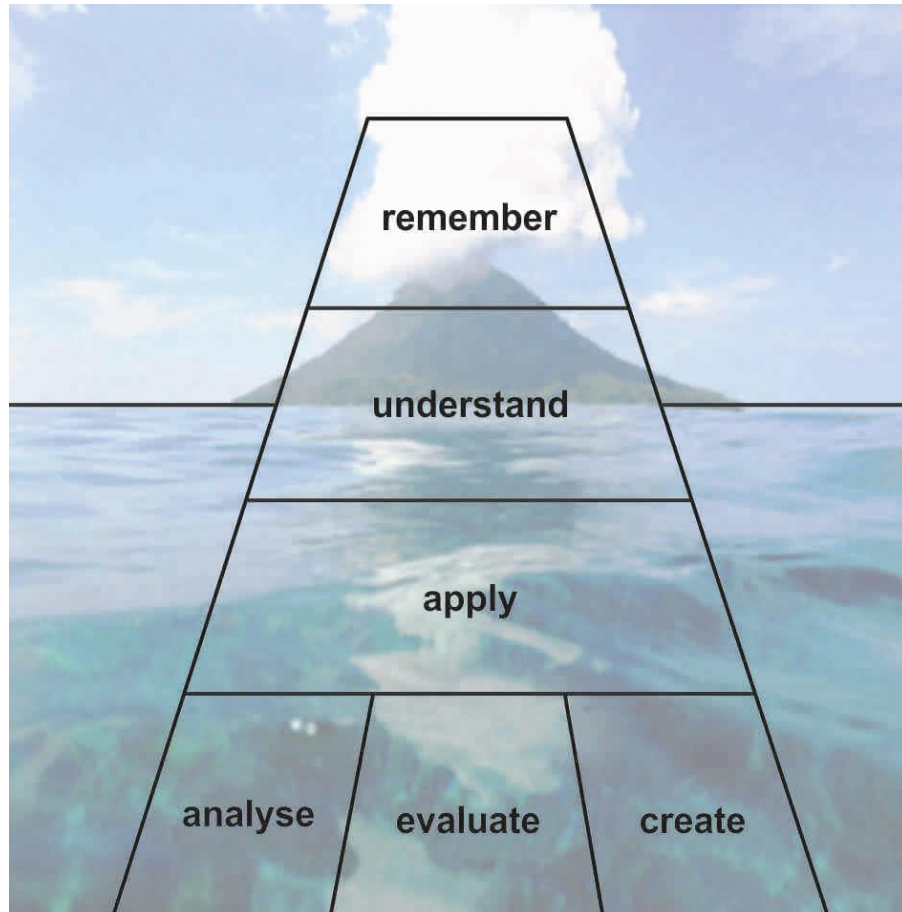 remember
understand
apply
analyse
evaluate
create